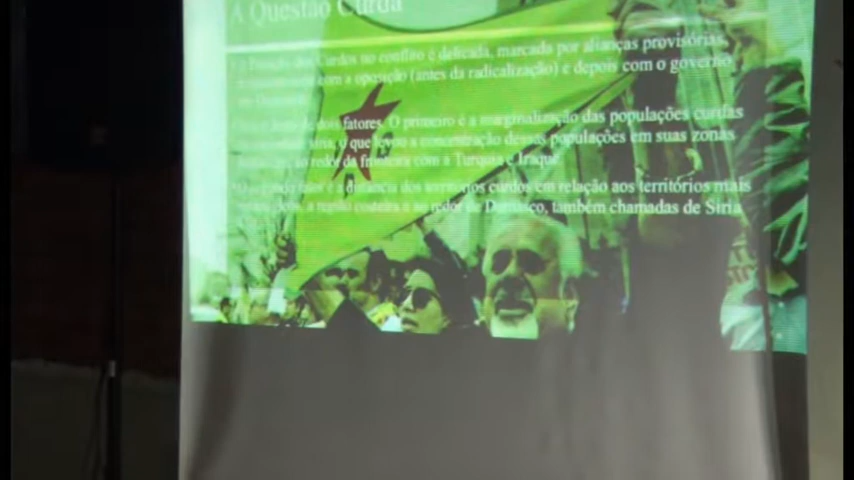 A Questão Curda
dos Curdos no conflito é delicada, marcada por alianças provisórias,
com a oposição (antes da radicalização) e depois com o governo
dois fatores. O primeiro é a marginalização das populações curdas
o que levou a concentração dessas populações em suas zonas
ao redor da fronteira com a Turquia e Iraque
é a distância dos territórios curdos em relação aos territórios mais
a região costeira e ao redor de Damasco, também chamadas de Síria